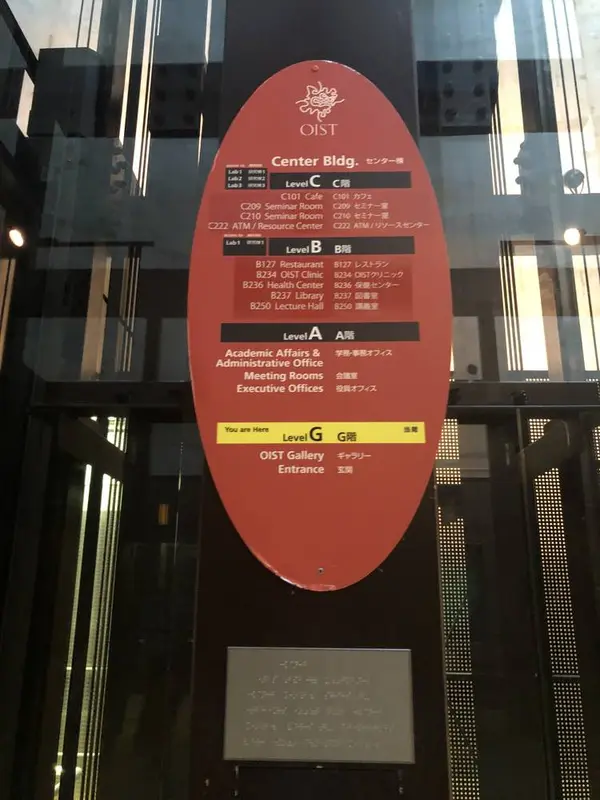 OIST
Center Bldg. センター棟
Lab1
Lab2
Lab3
Level C C階
C101 Cafe C101 カフェ
C209 Seminar Room C209 セミナー室
C210 Seminar Room C210 セミナー室
C222 ATM / Resource Center C222 ATM / リソースセンター
Lab1
Level B B階
B127 Restaurant B127 レストラン
B234 OIST Clinic B234 OISTクリニック
B236 Health Center B236 保健センター
B237 Library B237 図書室
B250 Lecture Hall B250 講義室
Level A A階
Academic Affairs & 学務・事務オフィス
Administrative Office
Meeting Rooms 会議室
Executive Offices 役員オフィス
You are Here 当階
Level G G階
OIST Gallery ギャラリー
Entrance 玄関